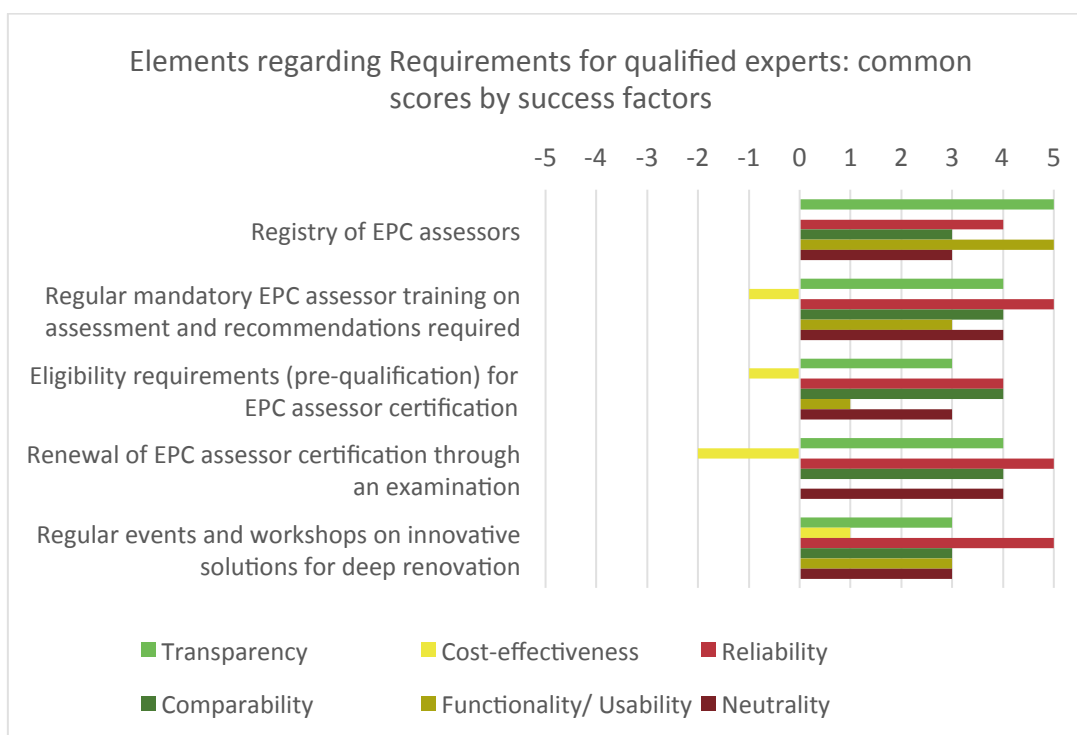 Elements regarding Requirements for qualified experts: common
scores by success factors
-5 -4 -3 -2 -1 0 1 2 3 4 5
Registry of EPC assessors
Regular mandatory EPC assessor training on
assessment and recommendations required
Eligibility requirements (pre-qualification) for
EPC assessor certification
Renewal of EPC assessor certification through
an examination
Regular events and workshops on innovative
solutions for deep renovation
Transparency Cost-effectiveness Reliability
Comparability Functionality/ Usability Neutrality